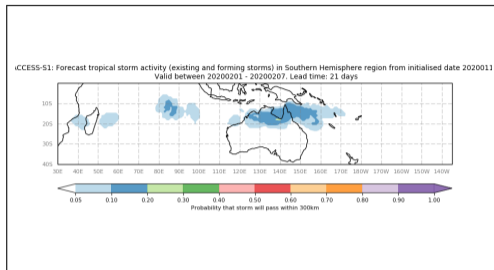 ACCESS-S1: Forecast tropical storm activity (existing and forming storms) in Southern Hemisphere region from initialised date 2020011
Valid between 20200201 - 20200207. Lead time: 21 days
10S
20S
30S
40S
30E 40E 50E 60E 70E 80E 90E 100E 110E 120E 130E 140E 150E 160E 170E 180W 170W 180W 170W 160W 150W 140W
0.05 0.10 0.20 0.30 0.40 0.50 0.60 0.70 0.80 0.90 1.00
Probability that storm will pass within 300km